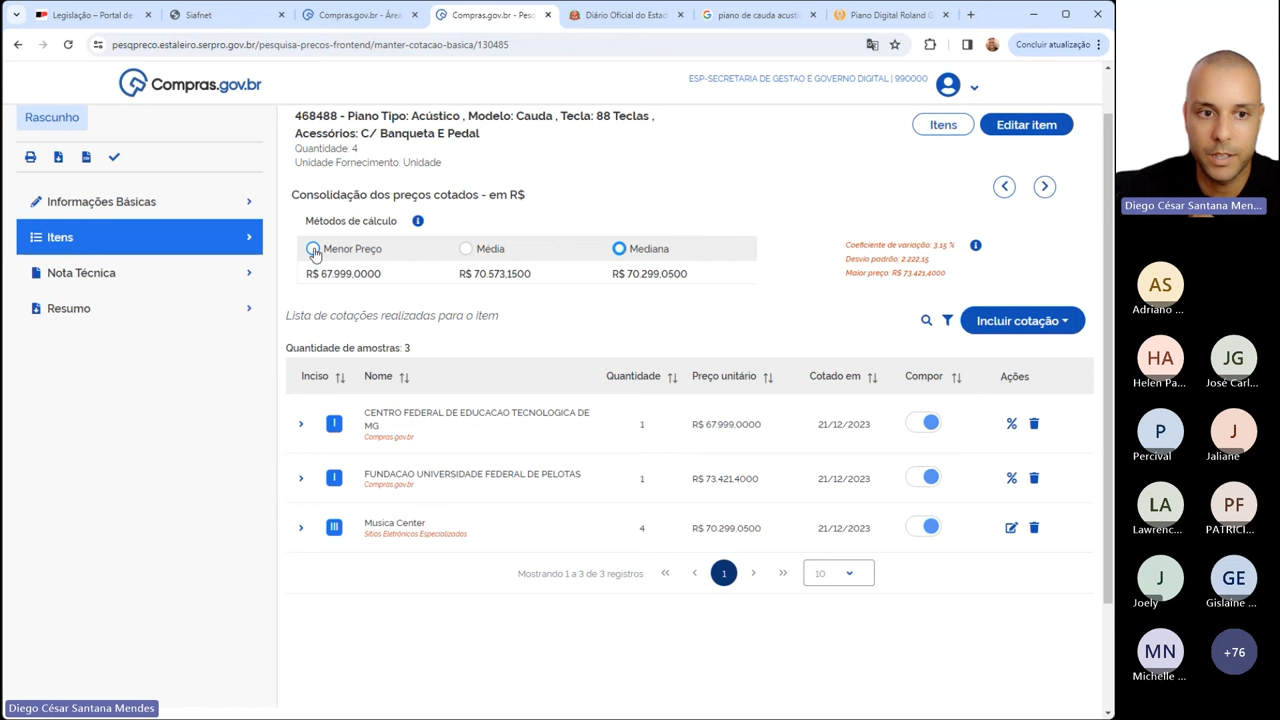 Legislação – Portal de
Siafnet
Compras.gov.br - Área
Compras.gov.br - Pesq
Diário Oficial do Estad
piano de cauda acusti
Piano Digital Roland G
pesqpreco.estaleiro.serpro.gov.br/pesquisa-precos-frontend/manter-cotacao-basica/130485
Concluir atualização
Compras.gov.br
ESP-SECRETARIA DE GESTAO E GOVERNO DIGITAL | 990000
Rascunho
Informações Básicas
Itens
Nota Técnica
Resumo
468488 - Piano Tipo: Acústico , Modelo: Cauda , Tecla: 88 Teclas ,
Acessórios: C/ Banqueta E Pedal
Quantidade: 4
Unidade Fornecimento: Unidade
Itens
Editar item
Consolidação dos preços cotados - em R$
Métodos de cálculo
Menor Preço
Média
Mediana
R$ 67.999,0000
R$ 70.573,1500
R$ 70.299,0500
Coeficiente de variação: 3,15 %
Desvio padrão: 2.222,15
Maior preço: R$ 73.421,4000
Lista de cotações realizadas para o item
Incluir cotação
Quantidade de amostras: 3
Inciso
Nome
Quantidade
Preço unitário
Cotado em
Compor
Ações
I
CENTRO FEDERAL DE EDUCACAO TECNOLOGICA DE
MG
Compras.gov.br
1
R$ 67.999,0000
21/12/2023
I
FUNDACAO UNIVERSIDADE FEDERAL DE PELOTAS
Compras.gov.br
1
R$ 73.421,4000
21/12/2023
III
Musica Center
Sítios Eletrônicos Especializados
4
R$ 70.299,0500
21/12/2023
Mostrando 1 a 3 de 3 registros
1
10
Diego César Santana Mendes
Diego César Santana Men...
AS
Adriano ...
HA
Helen Pa...
JG
José Carl...
P
Percival
J
Jaliane
LA
Lawrenc...
PF
PATRICI...
J
Joely
GE
Gislaine ...
MN
Michelle ...
+76